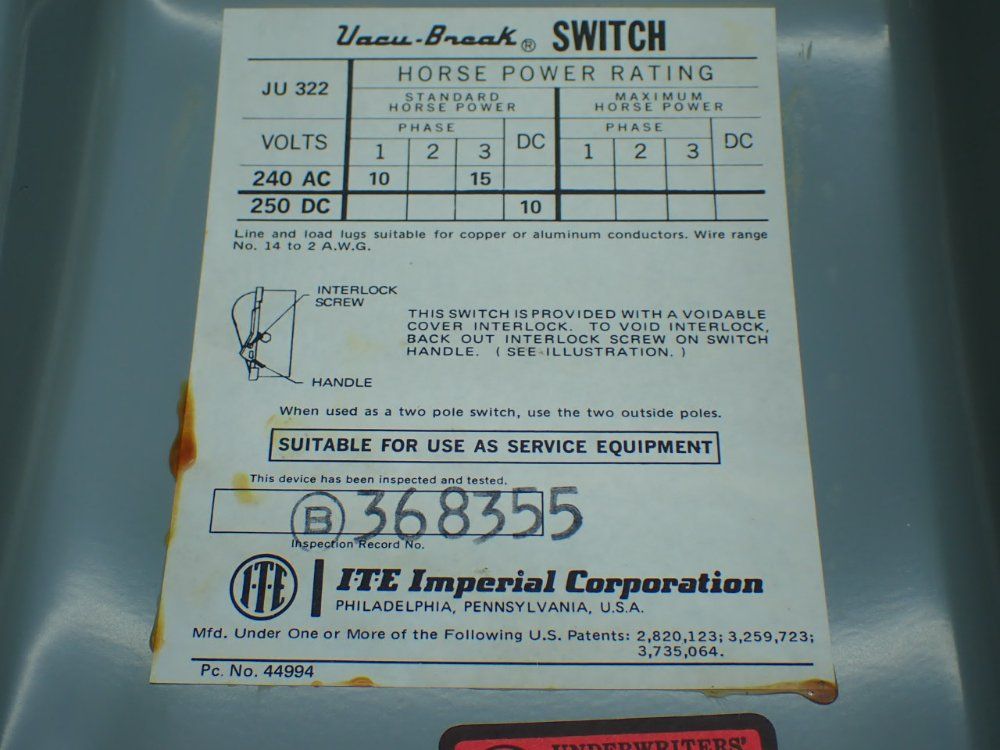 Vacu-Break® SWITCH
JU 322
HORSE POWER RATING
STANDARD HORSE POWER
MAXIMUM HORSE POWER
VOLTS
PHASE DC PHASE DC
1 2 3 1 2 3
240 AC 10 15
250 DC 10
Line and load lugs suitable for copper or aluminum conductors. Wire range
No. 14 to 2 A.W.G.
INTERLOCK
SCREW
HANDLE
THIS SWITCH IS PROVIDED WITH A VOIDABLE
COVER INTERLOCK. TO VOID INTERLOCK,
BACK OUT INTERLOCK SCREW ON SWITCH
HANDLE. ( SEE ILLUSTRATION. )
When used as a two pole switch, use the two outside poles.
SUITABLE FOR USE AS SERVICE EQUIPMENT
This device has been inspected and tested.
B 368355
Inspection Record No.
I-T-E I-T-E Imperial Corporation
PHILADELPHIA, PENNSYLVANIA, U.S.A.
Mfd. Under One or More of the Following U.S. Patents: 2,820,123; 3,259,723;
3,735,064.
Pc. No. 44994
UNDERWRITERS'